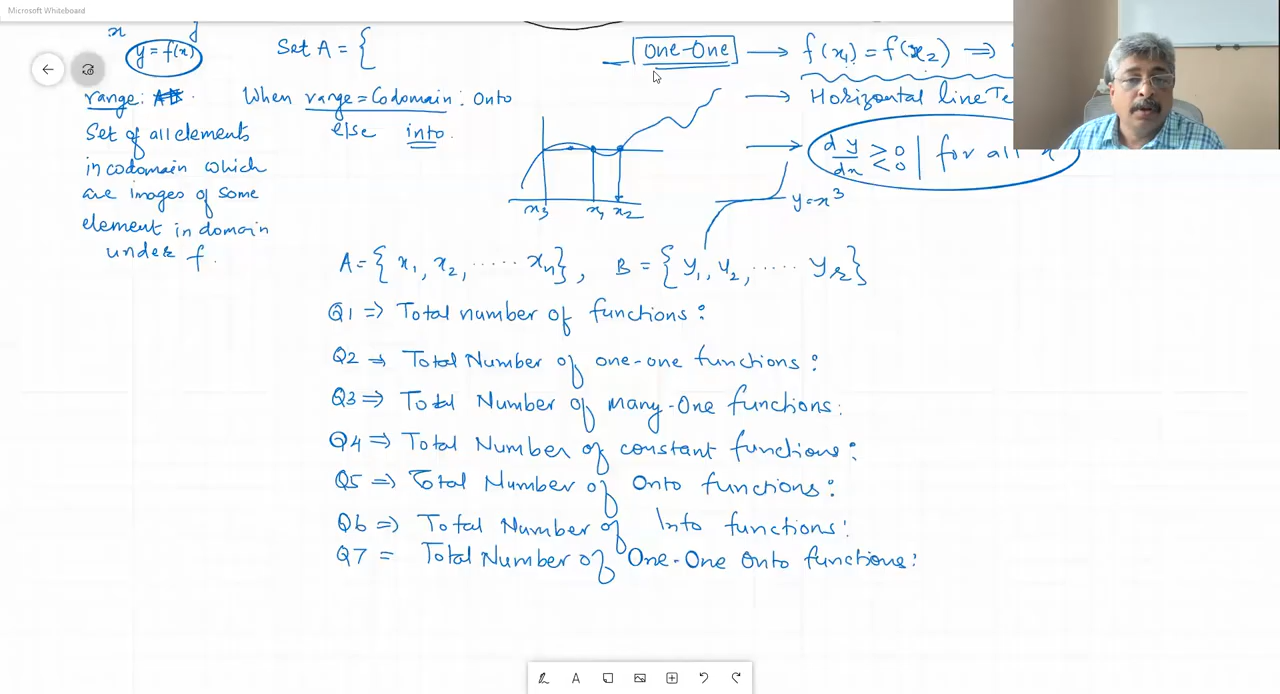 Microsoft Whiteboard
x
y = f(x)
Set A = {
one-One → f(x₁) = f(x₂) ⇒
range:
When range = Codomain : Onto
else into.
Set of all elements
in codomain which
are images of some
element in domain
under f.
→ Horizontal line Te
→ dy/dx ≥ 0 ≤ 0 | for all x
y = x³
x₃ x₁ x₂
A = { x₁, x₂, ...... xₙ }, B = { y₁, y₂, ...... yᵣ }
Q1 ⇒ Total number of functions :
Q2 ⇒ Total Number of one-one functions :
Q3 ⇒ Total Number of many-One functions :
Q4 ⇒ Total Number of constant functions :
Q5 ⇒ Total Number of Onto functions :
Q6 ⇒ Total Number of Into functions :
Q7 = Total Number of One-One Onto functions :
A